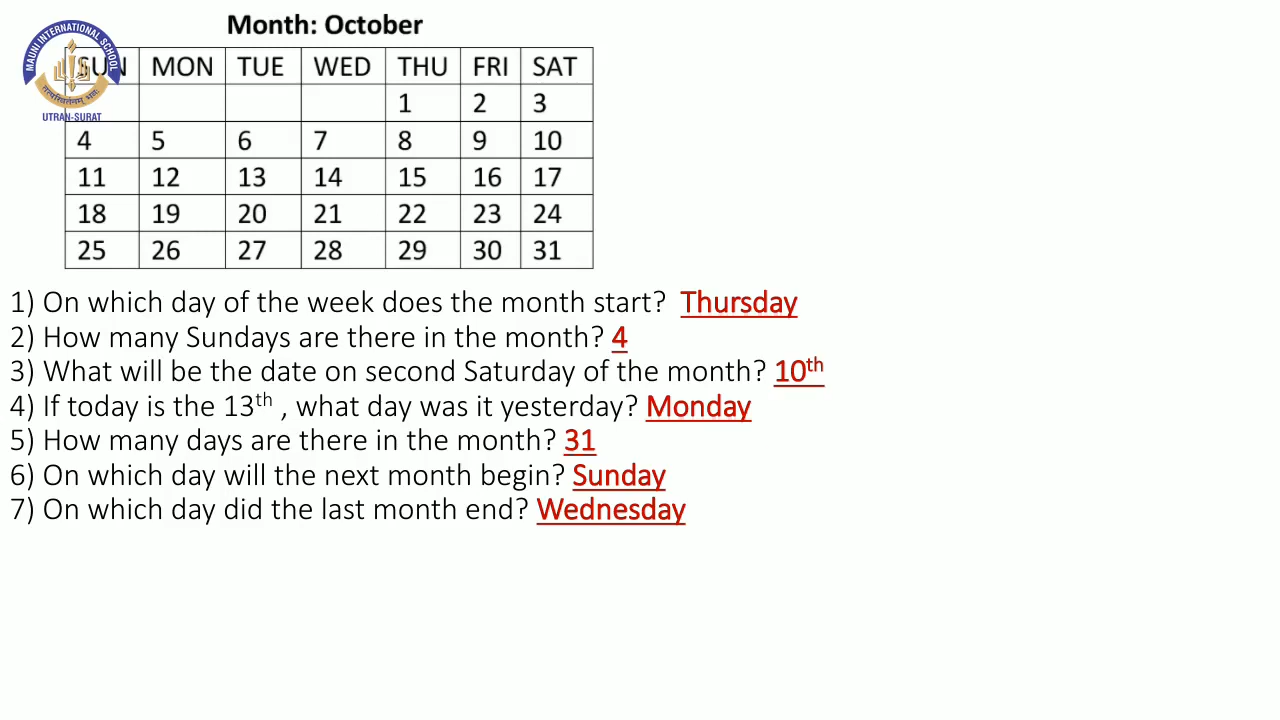 Month: October
MAUNI INTERNATIONAL SCHOOL
UTRAN-SURAT
SUN MON TUE WED THU FRI SAT
1 2 3
4 5 6 7 8 9 10
11 12 13 14 15 16 17
18 19 20 21 22 23 24
25 26 27 28 29 30 31
1) On which day of the week does the month start? Thursday
2) How many Sundays are there in the month? 4
3) What will be the date on second Saturday of the month? 10th
4) If today is the 13th , what day was it yesterday? Monday
5) How many days are there in the month? 31
6) On which day will the next month begin? Sunday
7) On which day did the last month end? Wednesday